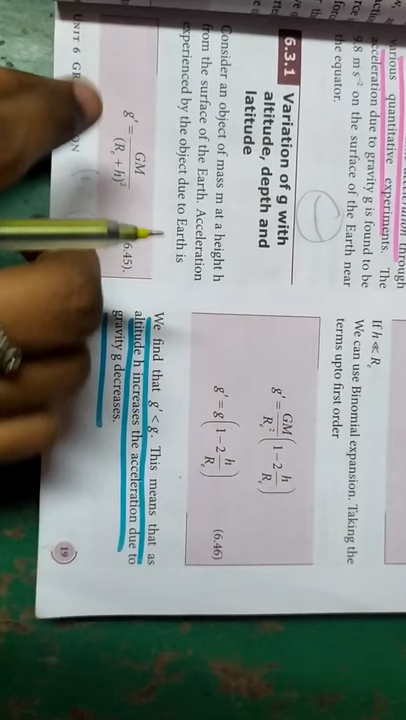 various quantitative experiments. The
acceleration due to gravity g is found to be
9.8 m s⁻² on the surface of the Earth near
the equator.
6.3.1 Variation of g with
altitude, depth and
latitude
Consider an object of mass m at a height h
from the surface of the Earth. Acceleration
experienced by the object due to Earth is
g' = GM / (Rₑ + h)²
6.45).
UNIT 6 GR
ON
If h ≪ Rₑ
We can use Binomial expansion. Taking the
terms upto first order
g' = GM/Rₑ² (1 − 2 h/Rₑ)
g' = g (1 − 2 h/Rₑ) (6.46)
We find that g' < g. This means that as
altitude h increases the acceleration due to
gravity g decreases.
19